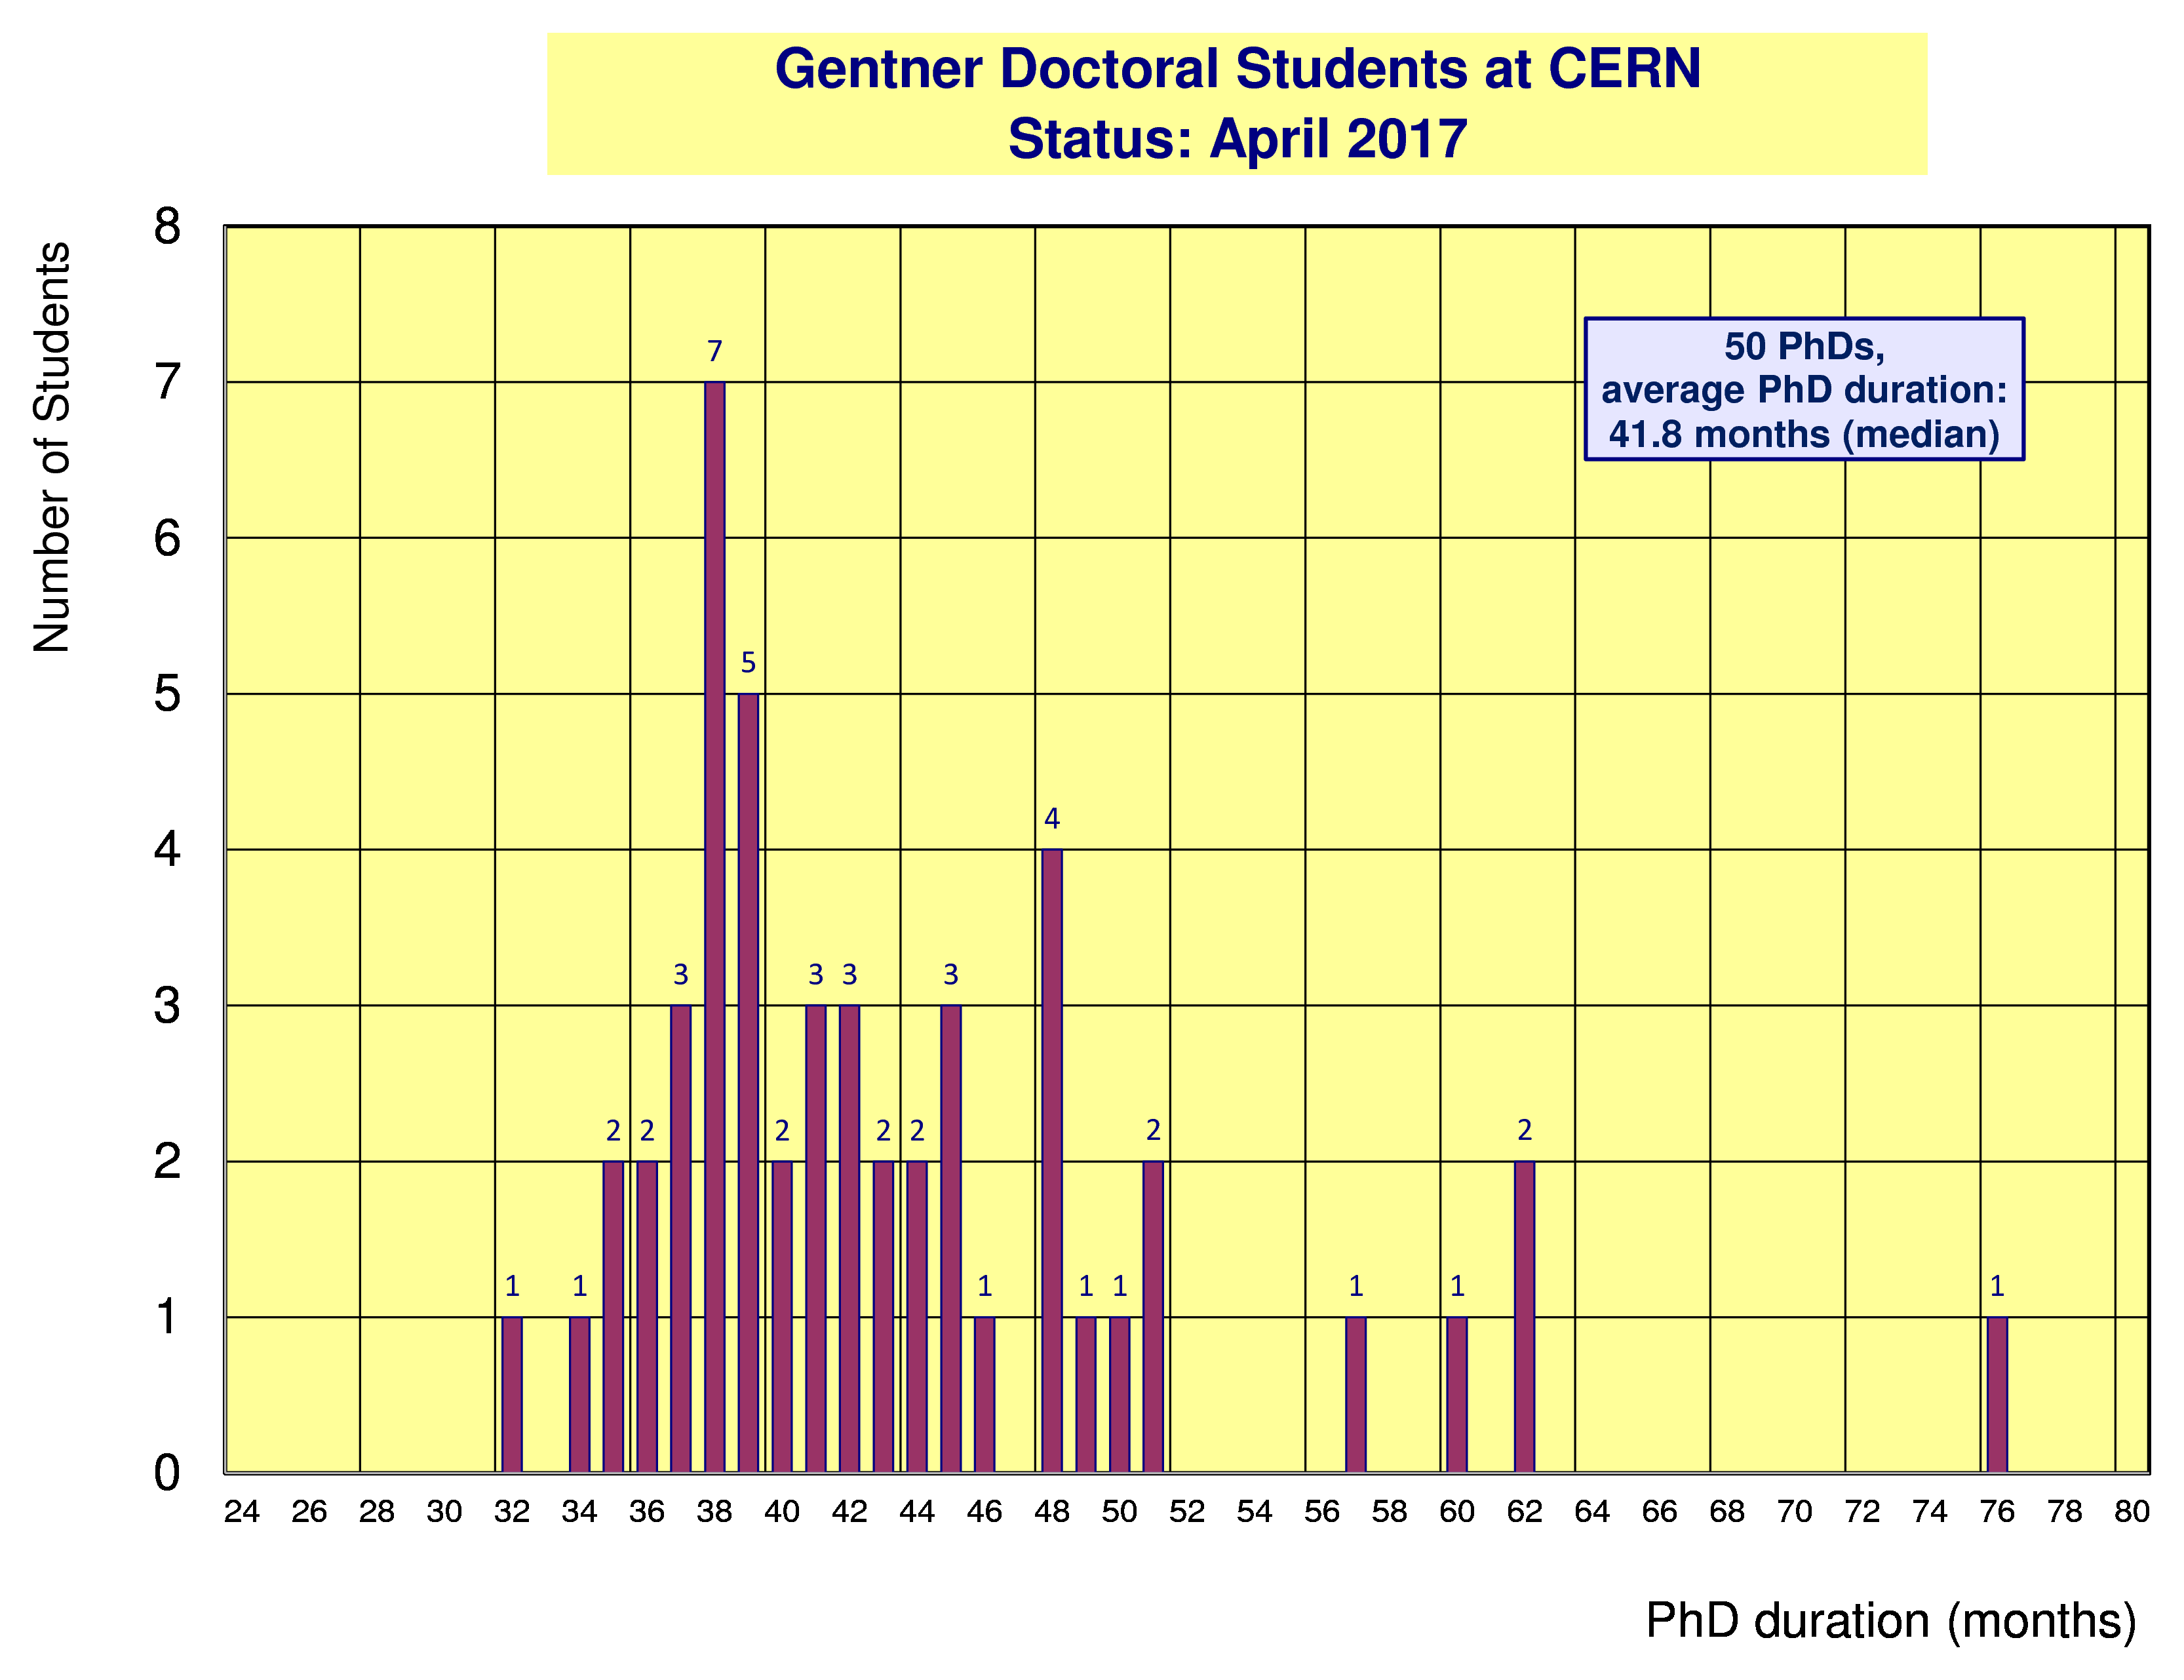 Gentner Doctoral Students at CERN
Status: April 2017
Number of Students
8
7
6
5
4
3
2
1
0
50 PhDs,
average PhD duration:
41.8 months (median)
1 1 2 2 3 7 5 2 3 3 2 2 3 1 4 1 1 2 1 1 2 1
24 26 28 30 32 34 36 38 40 42 44 46 48 50 52 54 56 58 60 62 64 66 68 70 72 74 76 78 80
PhD duration (months)